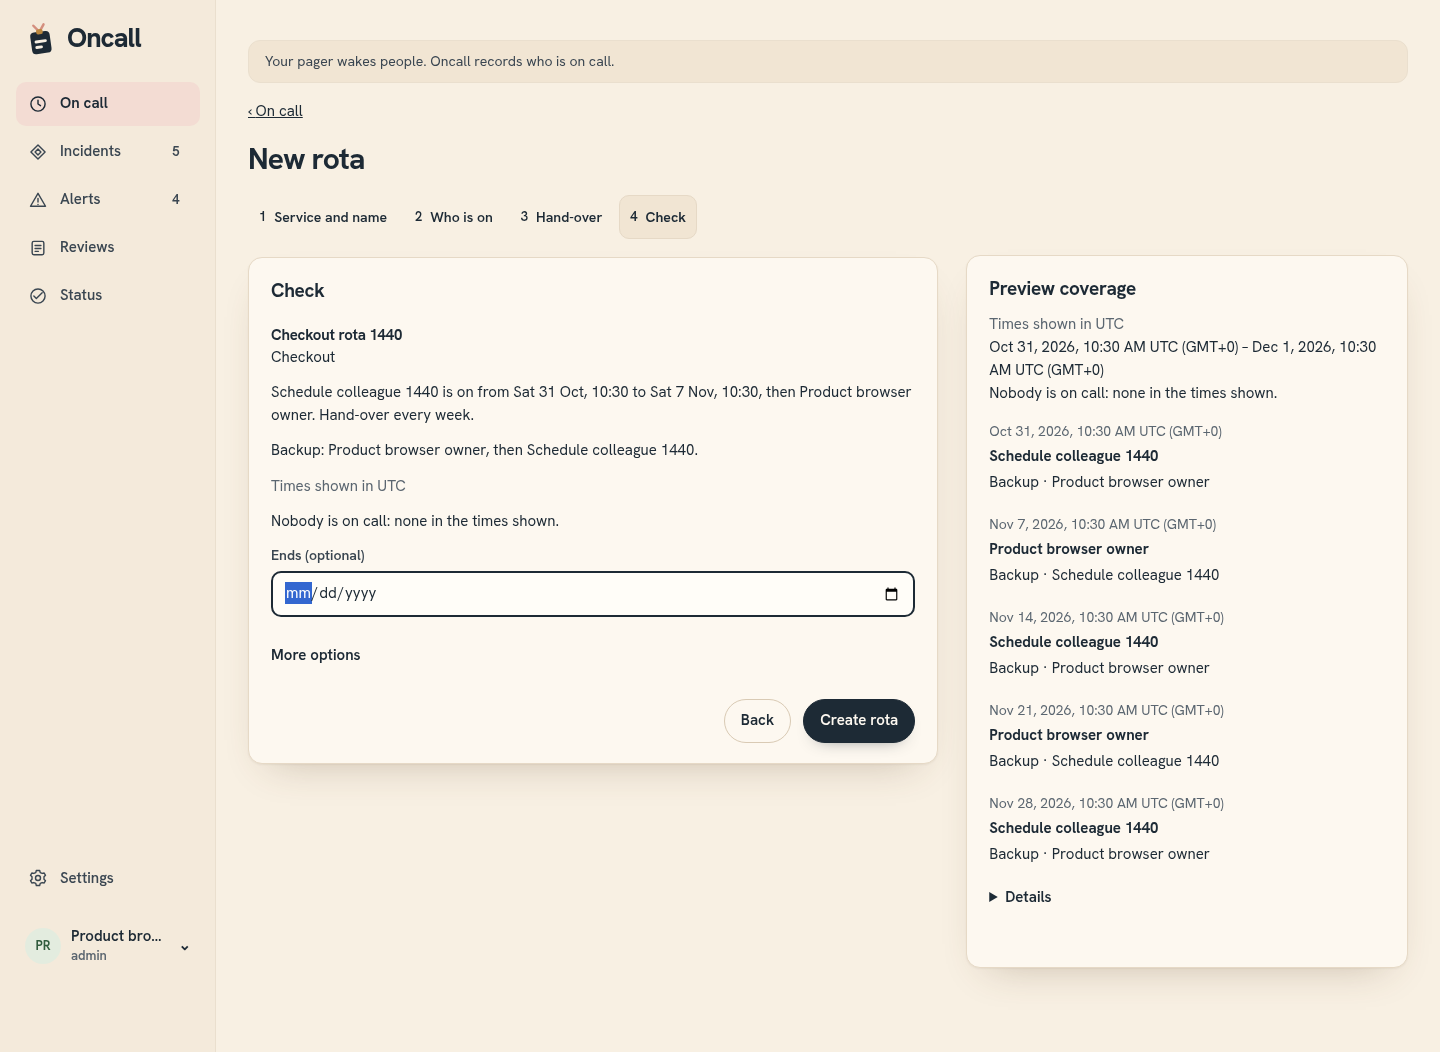 Oncall
On call
Incidents 5
Alerts 4
Reviews
Status
Settings
PR
Product bro...
admin
Your pager wakes people. Oncall records who is on call.
‹ On call
New rota
1 Service and name
2 Who is on
3 Hand-over
4 Check
Check
Checkout rota 1440
Checkout
Schedule colleague 1440 is on from Sat 31 Oct, 10:30 to Sat 7 Nov, 10:30, then Product browser
owner. Hand-over every week.
Backup: Product browser owner, then Schedule colleague 1440.
Times shown in UTC
Nobody is on call: none in the times shown.
Ends (optional)
mm/dd/yyyy
More options
Back
Create rota
Preview coverage
Times shown in UTC
Oct 31, 2026, 10:30 AM UTC (GMT+0) – Dec 1, 2026, 10:30
AM UTC (GMT+0)
Nobody is on call: none in the times shown.
Oct 31, 2026, 10:30 AM UTC (GMT+0)
Schedule colleague 1440
Backup · Product browser owner
Nov 7, 2026, 10:30 AM UTC (GMT+0)
Product browser owner
Backup · Schedule colleague 1440
Nov 14, 2026, 10:30 AM UTC (GMT+0)
Schedule colleague 1440
Backup · Product browser owner
Nov 21, 2026, 10:30 AM UTC (GMT+0)
Product browser owner
Backup · Schedule colleague 1440
Nov 28, 2026, 10:30 AM UTC (GMT+0)
Schedule colleague 1440
Backup · Product browser owner
Details